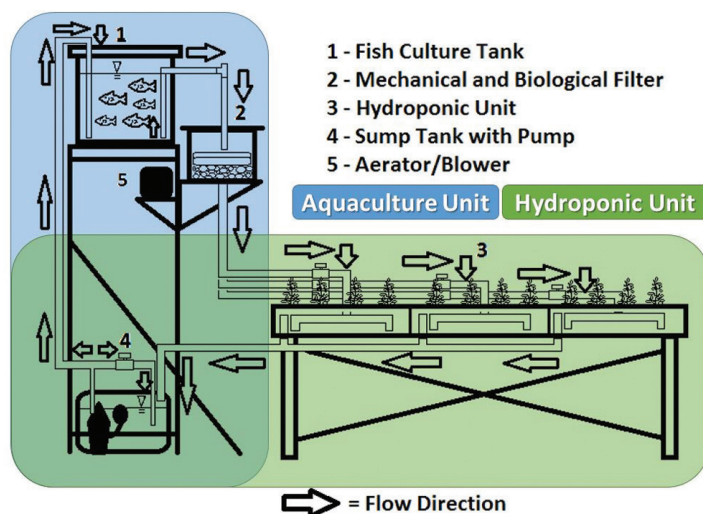 1
1 - Fish Culture Tank
2 - Mechanical and Biological Filter
3 - Hydroponic Unit
4 - Sump Tank with Pump
5 - Aerator/Blower
2
5
Aquaculture Unit
Hydroponic Unit
3
4
= Flow Direction